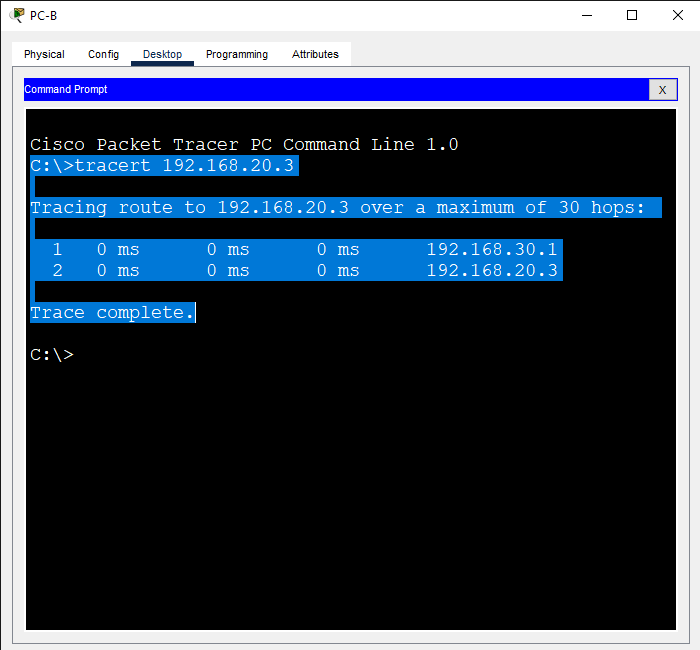 PC-B
Physical Config Desktop Programming Attributes
Command Prompt X
Cisco Packet Tracer PC Command Line 1.0
C:\>tracert 192.168.20.3
Tracing route to 192.168.20.3 over a maximum of 30 hops:
1 0 ms 0 ms 0 ms 192.168.30.1
2 0 ms 0 ms 0 ms 192.168.20.3
Trace complete.
C:\>